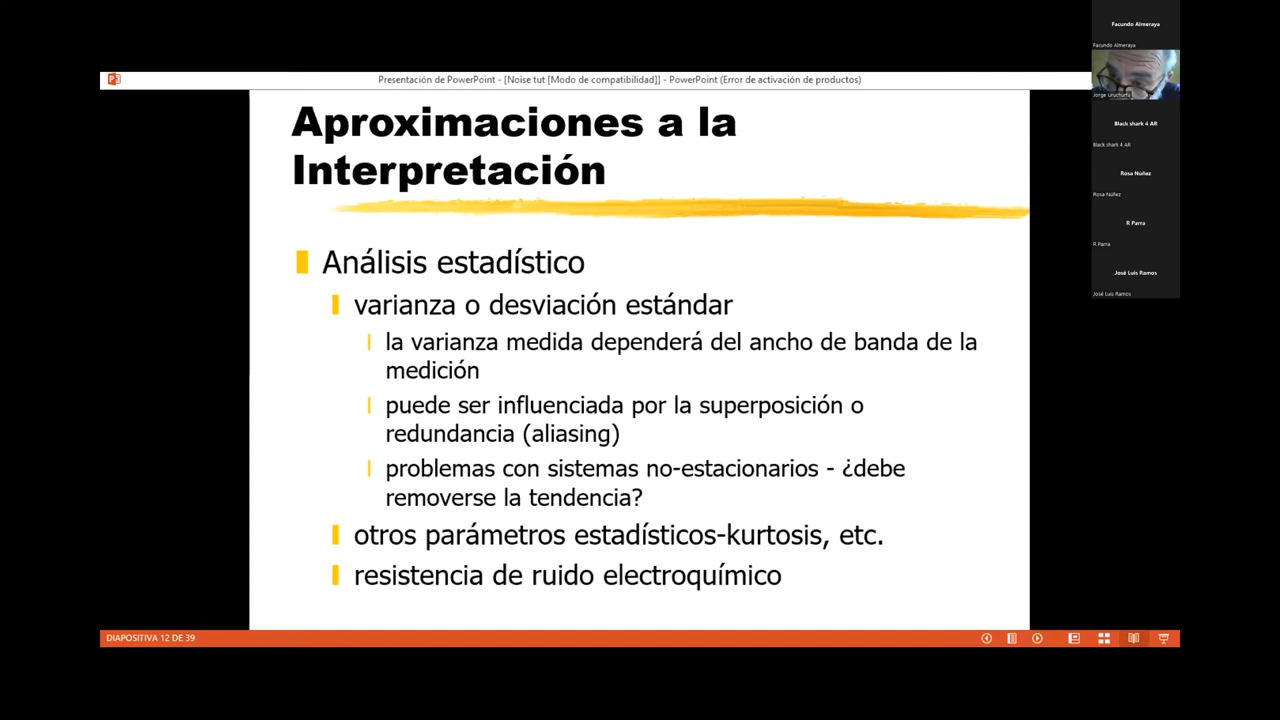 Presentación de PowerPoint - [Noise tut [Modo de compatibilidad]] - PowerPoint (Error de activación de productos)
Aproximaciones a la
Interpretación
Análisis estadístico
varianza o desviación estándar
la varianza medida dependerá del ancho de banda de la
medición
puede ser influenciada por la superposición o
redundancia (aliasing)
problemas con sistemas no-estacionarios - ¿debe
removerse la tendencia?
otros parámetros estadísticos-kurtosis, etc.
resistencia de ruido electroquímico
DIAPOSITIVA 12 DE 39
Facundo Almeraya
Facundo Almeraya
Jorge Uruchurtu
Black shark 4 AR
Black shark 4 AR
Rosa Núñez
Rosa Núñez
R Parra
R Parra
José Luis Ramos
José Luis Ramos